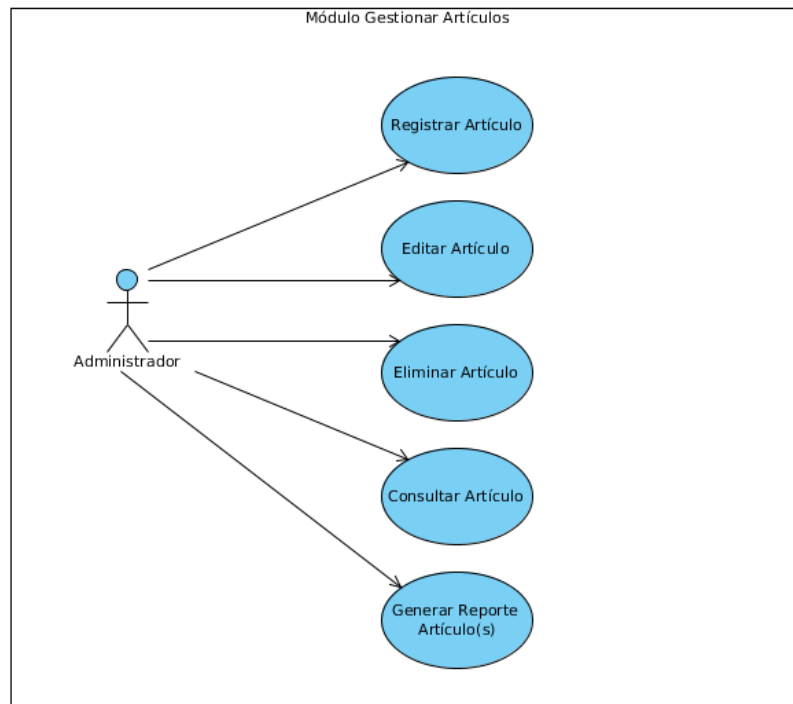 Módulo Gestionar Artículos
Registrar Artículo
Editar Artículo
Eliminar Artículo
Administrador
Consultar Artículo
Generar Reporte
Artículo(s)